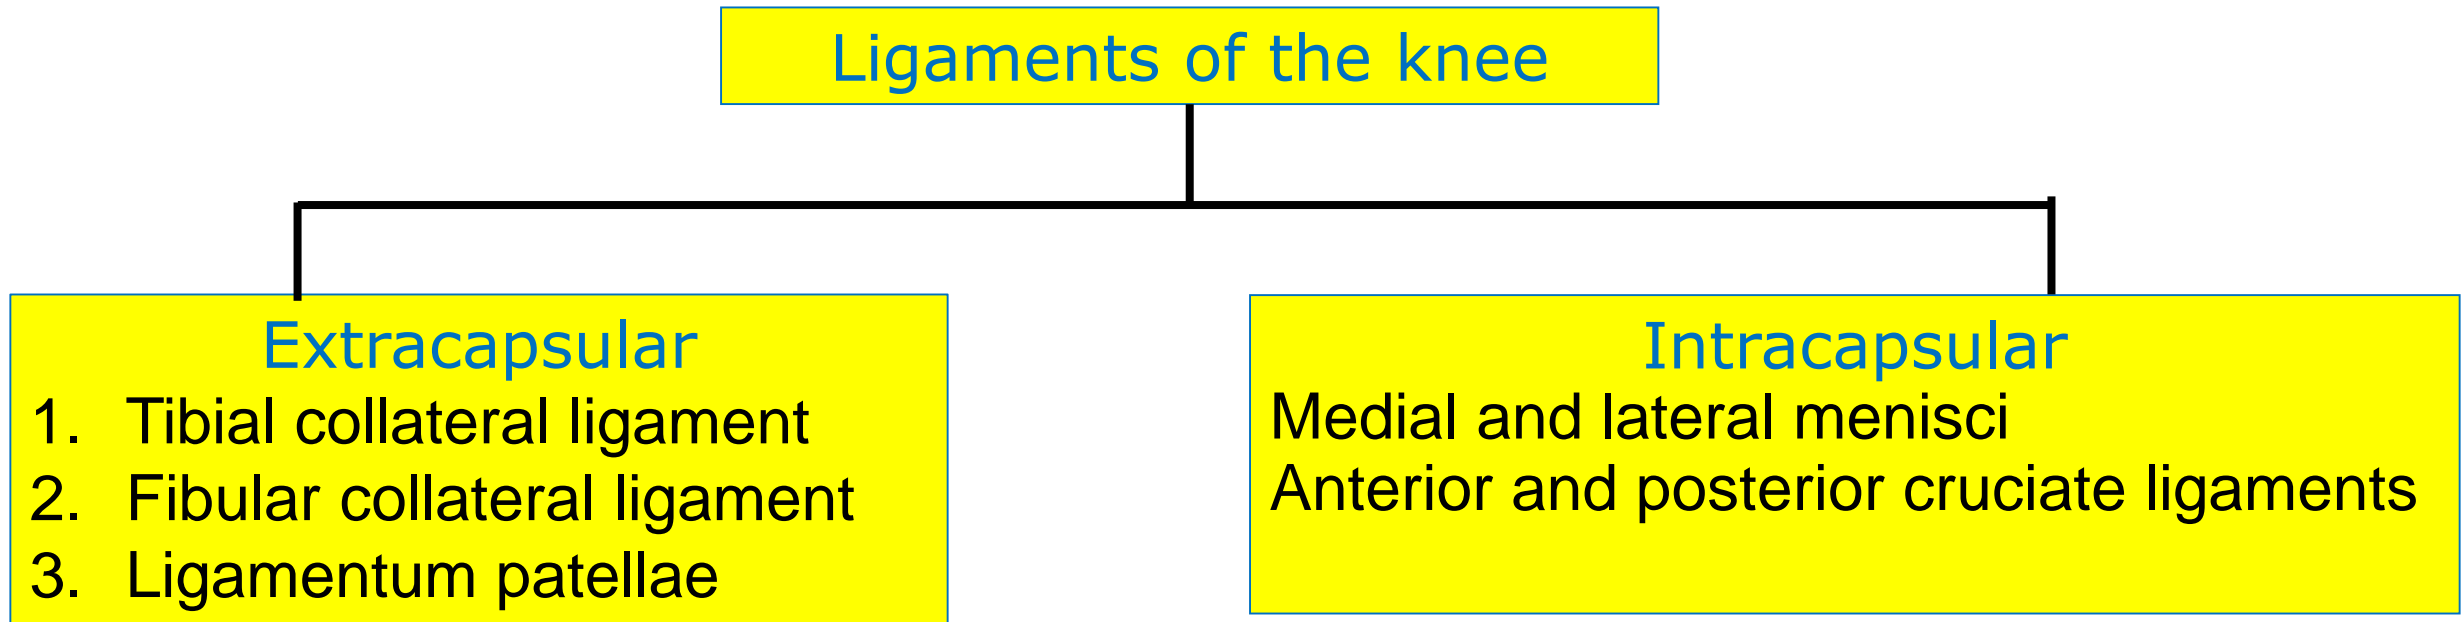 Ligaments of the knee
Extracapsular
1. Tibial collateral ligament
2. Fibular collateral ligament
3. Ligamentum patellae
Intracapsular
Medial and lateral menisci
Anterior and posterior cruciate ligaments